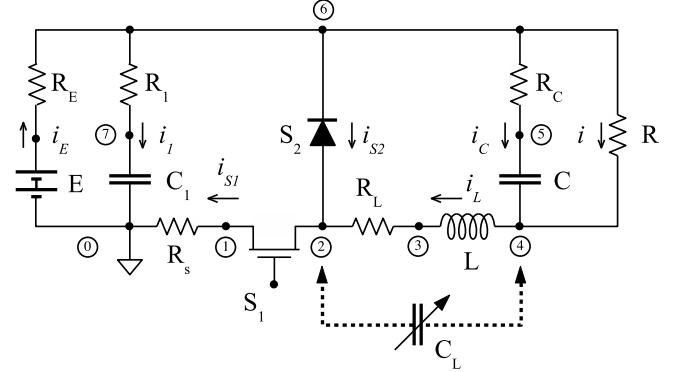 6
R_E
R_1
R_C
i_E
7
i_1
S_2
i_S2
i_C
5
i
R
E
C_1
i_S1
R_L
i_L
C
0
R_s
1
2
3
L
4
S_1
C_L